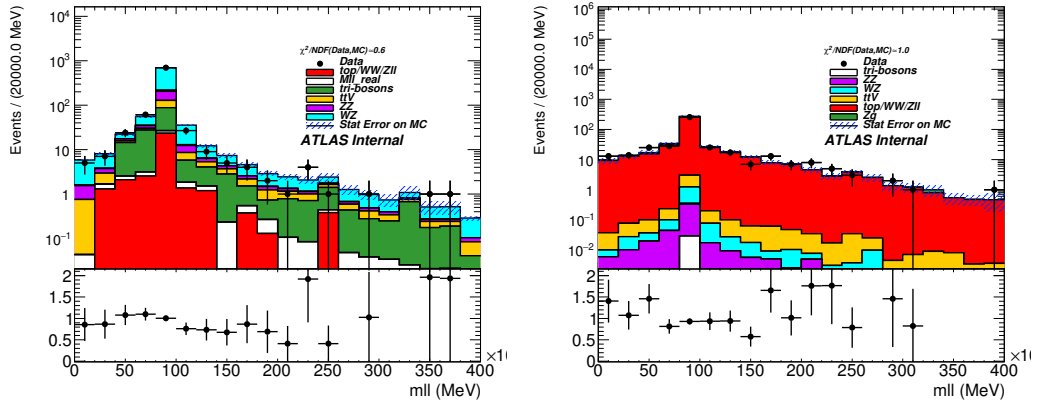 Events / (20000.0 MeV)
10⁴
10³
10²
10
1
10⁻¹
χ²/NDF(Data,MC)=0.6
Data
top/WW/Zll
Mll_real
tri-bosons
ttV
ZZ
WZ
Stat Error on MC
ATLAS Internal
2
1.5
1
0.5
0
0 50 100 150 200 250 300 350 400
mll (MeV)
Events / (20000.0 MeV)
10⁶
10⁵
10⁴
10³
10²
10
1
10⁻¹
10⁻²
χ²/NDF(Data,MC)=1.0
Data
tri-bosons
ZZ
WZ
ttV
top/WW/Zll
Zg
Stat Error on MC
ATLAS Internal
2
1.5
1
0.5
0
0 50 100 150 200 250 300 350 400
mll (MeV)